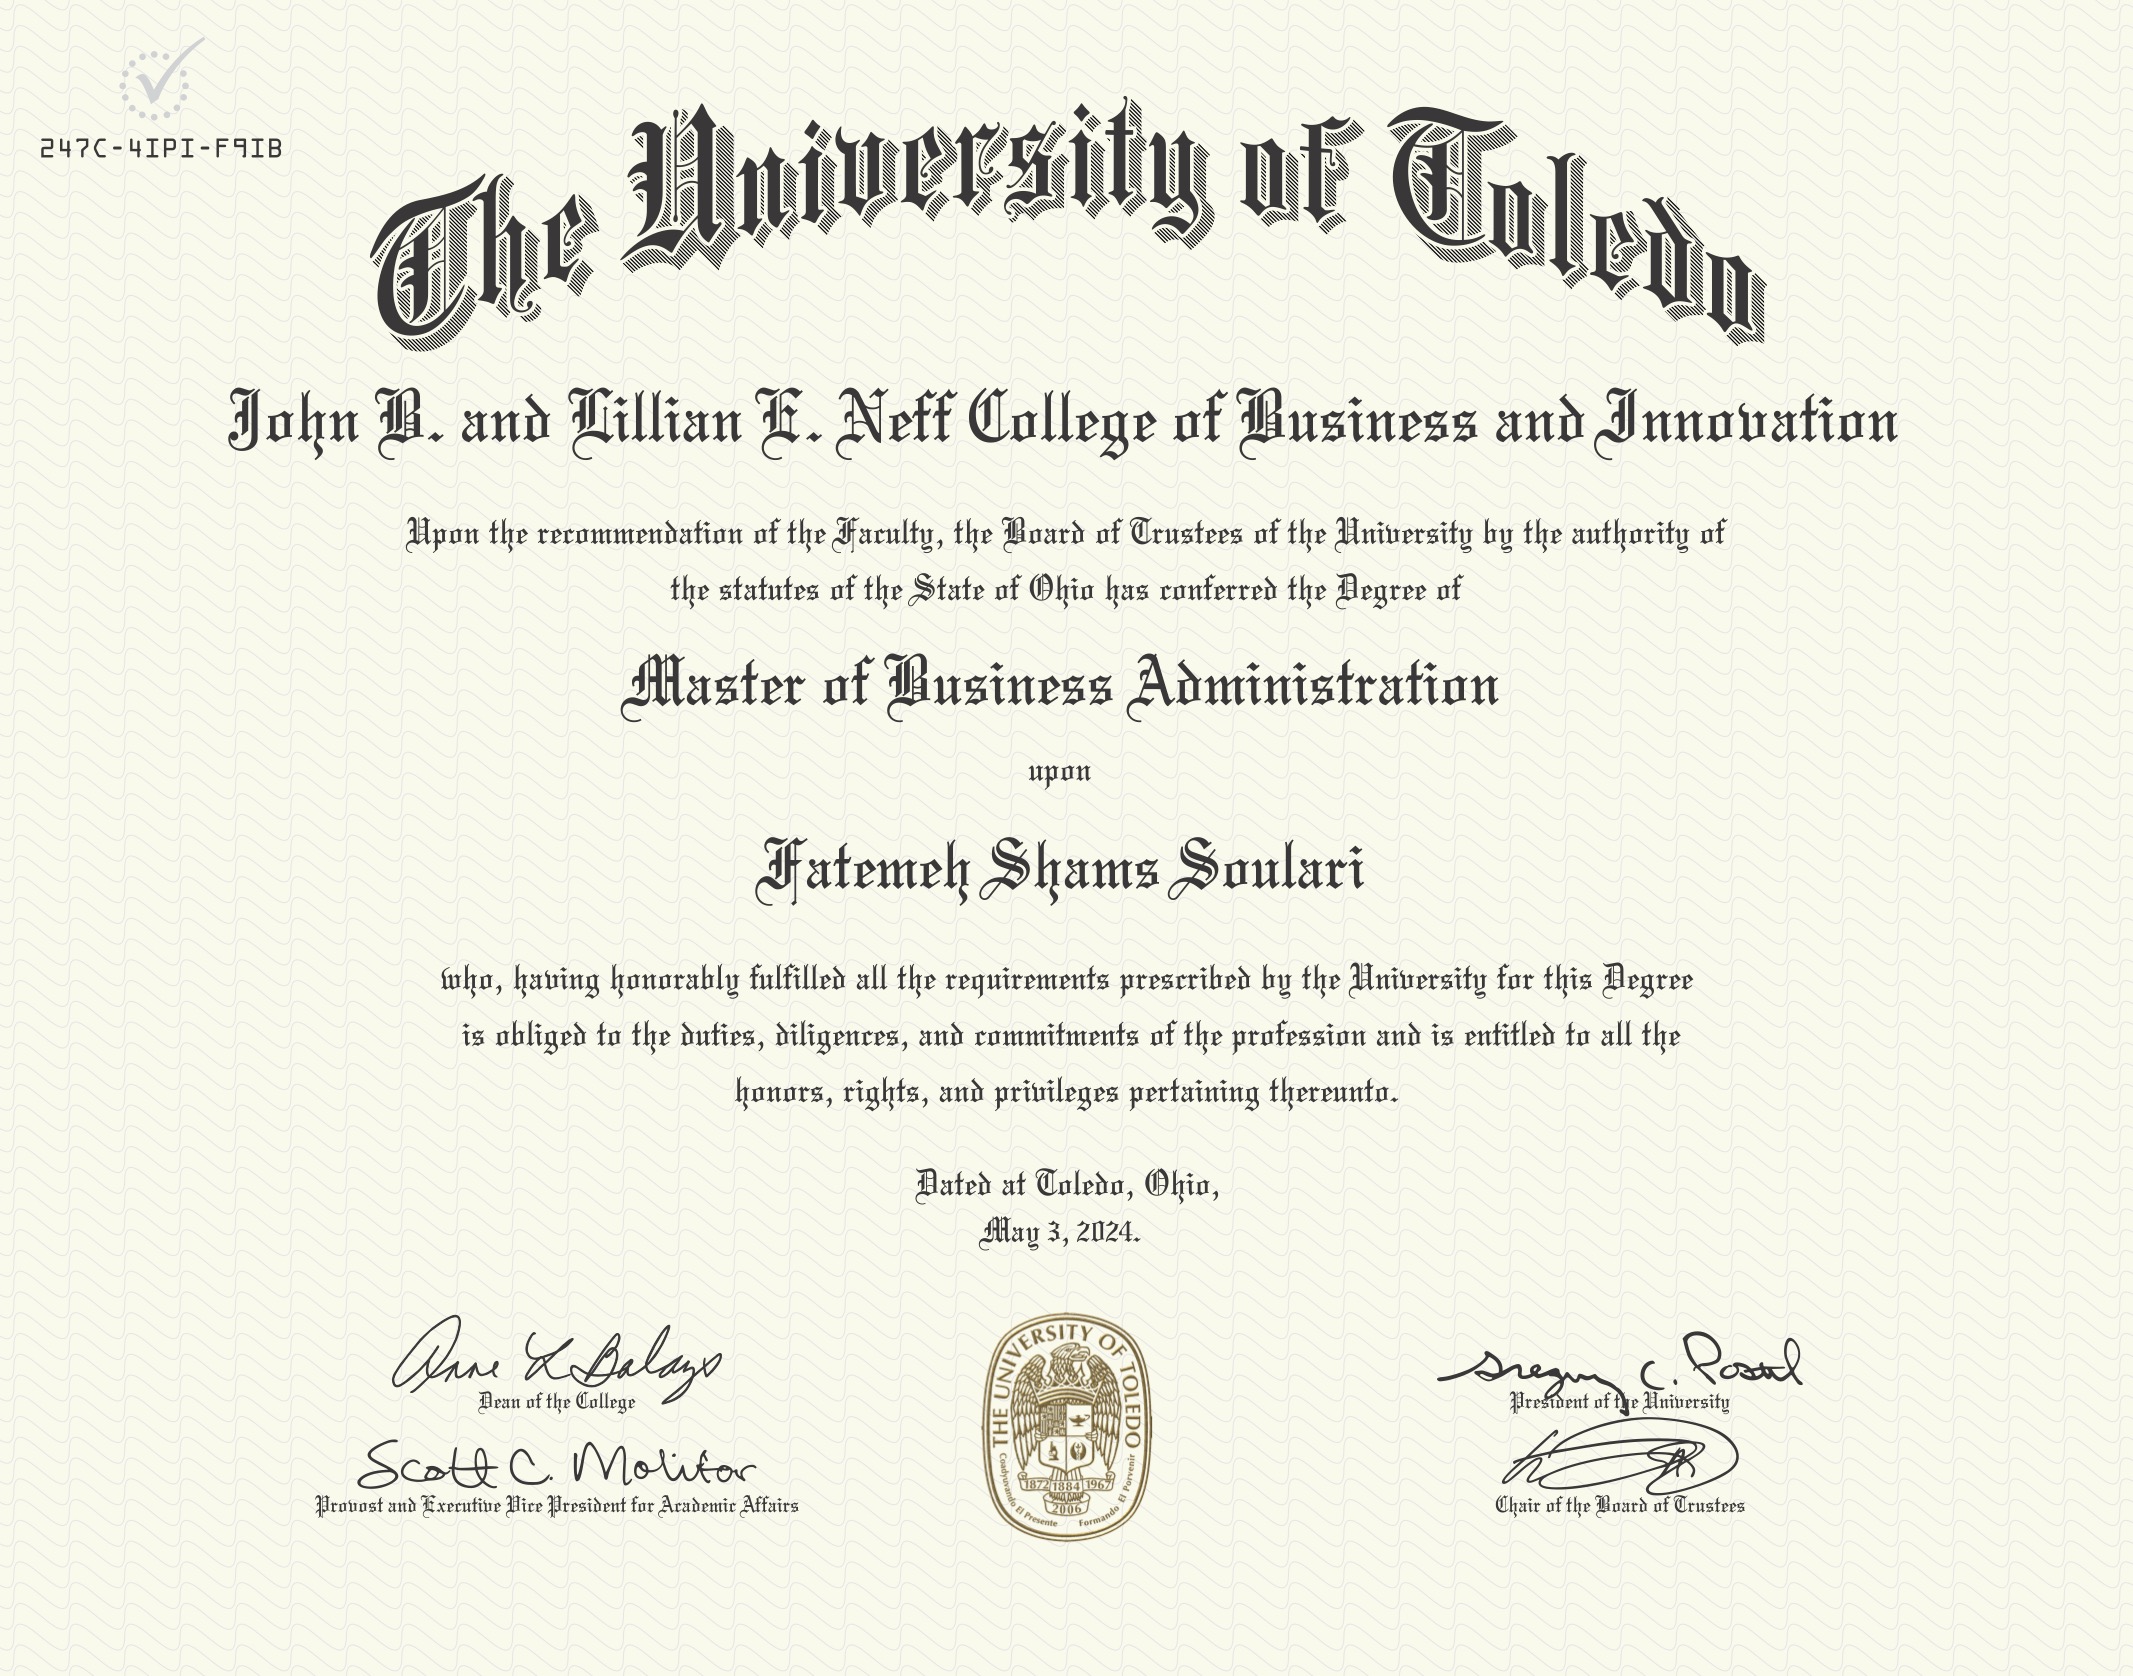 247C-4IPI-F9IB
The University of Toledo
John B. and Lillian E. Neff College of Business and Innovation
Upon the recommendation of the Faculty, the Board of Trustees of the University by the authority of
the statutes of the State of Ohio has conferred the Degree of
Master of Business Administration
upon
Fatemeh Shams Soulari
who, having honorably fulfilled all the requirements prescribed by the University for this Degree
is obliged to the duties, diligences, and commitments of the profession and is entitled to all the
honors, rights, and privileges pertaining thereunto.
Dated at Toledo, Ohio,
May 3, 2024.
Anne L Balazs
Dean of the College
Scott C. Molitor
Provost and Executive Vice President for Academic Affairs
THE UNIVERSITY OF TOLEDO
1872 1884 1967
2006
Coadyuvando El Presente Formando El Porvenir
Gregory C. Postel
President of the University
Chair of the Board of Trustees